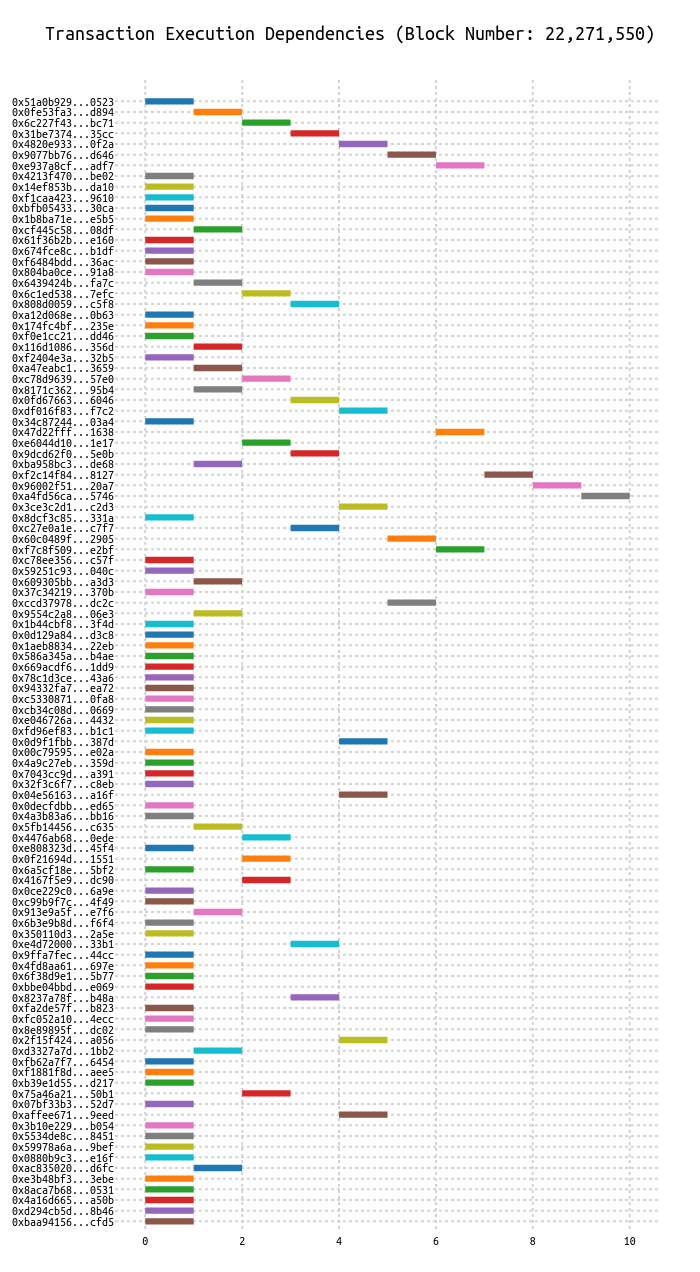 Transaction Execution Dependencies (Block Number: 22,271,550)
0x51a0b929...0523
0x0fe53fa3...d894
0x6c227f43...bc71
0x31be7374...35cc
0x4820e933...0f2a
0x9077bb76...dd646
0xe937a8cf...adf7
0x4213f470...be02
0x14ef853b...da10
0xf1caa423...9610
0xbfb05433...30ca
0x1b8ba71e...e5b5
0xcf445c58...08df
0x61f36b2b...e160
0x674fce8c...b1df
0xf6484bdd...36ac
0x804ba0ce...91a8
0x6439424b...fa7c
0x6c1ed538...7efc
0x808d0059...c5f8
0xa12d068e...0b63
0x174fc4bf...235e
0xf0e1cc21...dd46
0x116d1086...356d
0xf2404e3a...32b5
0xa47eabc1...3659
0xc78d9639...57e0
0x8171c362...95b4
0x0fd67663...6046
0xdf016f83...f7c2
0x34c87244...03a4
0x47d22fff...1638
0xe6044d10...1e17
0x9dcd62f0...5e0b
0xba958bc3...de68
0xf2c14f84...8127
0x96002f51...20a7
0xa4fd56ca...5746
0x3ce3c2d1...c2d3
0x8dcf3c85...331a
0xc27e0a1e...c7f7
0x60c0489f...2905
0xf7c8f509...e2bf
0xc78ee356...c57f
0x59251c93...040c
0x609305bb...a3d3
0x37c34219...370b
0xccd37978...dc2c
0x9554c2a8...06e3
0x1b44cbf8...3f4d
0x0d129a84...d3c8
0x1aeb8834...22eb
0x586a345a...b4ae
0x669acdf6...1dd9
0x78c1d3ce...43a6
0x94332fa7...ea72
0xc5330871...0fa8
0xcb34c08d...0669
0xe046726a...4432
0xfd96ef83...b1c1
0x0d9f1fbb...387d
0x00c79595...e02a
0x4a9c27eb...359d
0x7043cc9d...a391
0x32f3c6f7...c8eb
0x04e56163...a16f
0x0decfdbb...ed65
0x4a3b83a6...bb16
0x5fb14456...c635
0x4476ab68...0ede
0xe808323d...45f4
0x0f21694d...1551
0x6a5cf18e...5bf2
0x4167f5e9...dc90
0x0ce229c0...6a9e
0xc99b9f7c...4f49
0x913e9a5f...e7f6
0x6b3e9b8d...f6f4
0x350110d3...2a5e
0xe4d72000...33b1
0x9ffa7fec...44cc
0x4fd8aa61...697e
0x6f38d9e1...5b77
0xbbe04bbd...e069
0x8237a78f...b48a
0xfa2de57f...b823
0xfc052a10...4ecc
0x8e89895f...dc02
0x2f15f424...a056
0xd3327a7d...1bb2
0xfb62a7f7...6454
0xf1881f8d...aee5
0xb39e1d55...d217
0x75a46a21...50b1
0x07bf33b3...52d7
0xaffee671...9eed
0x3b10e229...b054
0x5534de8c...8451
0x59978a6a...9bef
0x0880b9c3...e16f
0xac835020...d6fc
0xe3b48bf3...3ebe
0x8aca7b68...0531
0x4a16d665...a50b
0xd294cb5d...8b46
0xbaa94156...cfd5
0 2 4 6 8 10